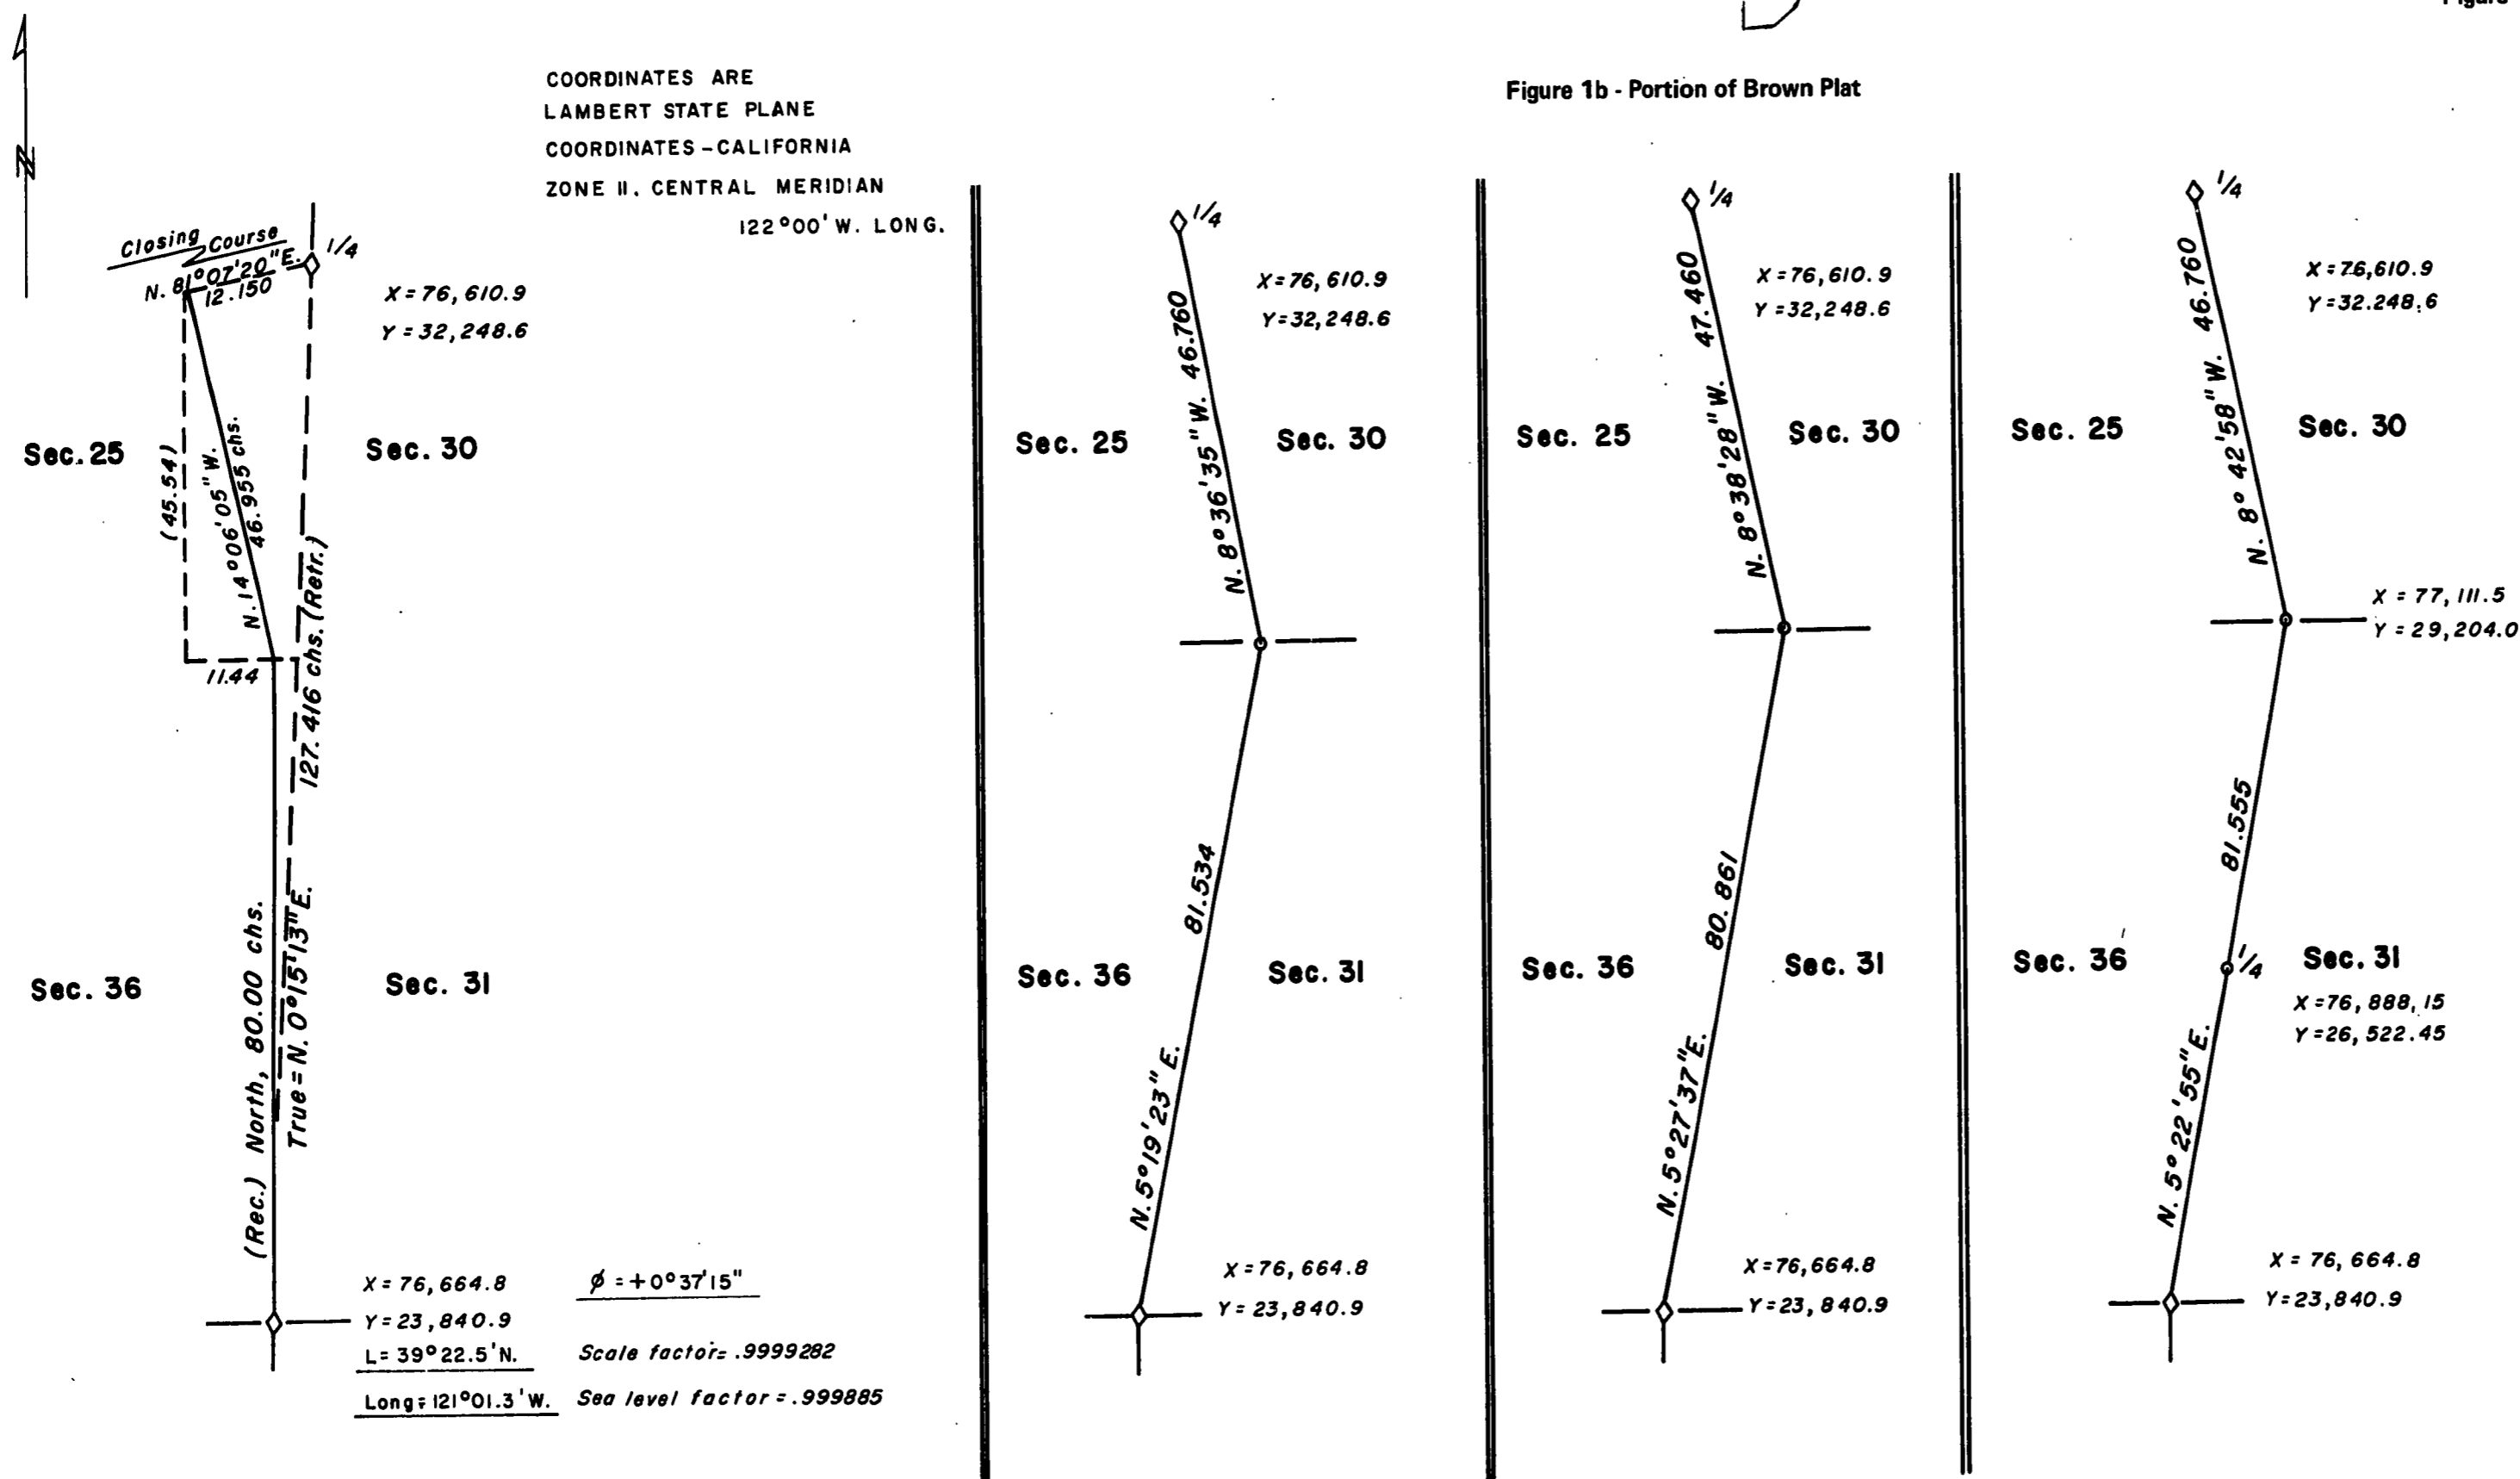 Figure
COORDINATES ARE
LAMBERT STATE PLANE
COORDINATES - CALIFORNIA
ZONE II. CENTRAL MERIDIAN
122°00' W. LONG.
Figure 1b - Portion of Brown Plat
N
Closing Course
N. 81°07'20"E.
12.150
1/4
X = 76,610.9
Y = 32,248.6
Sec. 25
(45.54)
N. 14°06'05"W.
46.955 chs.
Sec. 30
11.44
127.416 chs. (Retr.)
True = N. 0°15'13"E.
(Rec.) North, 80.00 chs.
Sec. 36
Sec. 31
X = 76,664.8
Y = 23,840.9
L = 39°22.5'N.
Long = 121°01.3'W.
ø = +0°37'15"
Scale factor = .9999282
Sea level factor = .999885
1/4
X = 76,610.9
Y = 32,248.6
N. 8°36'35"W. 46.760
Sec. 25
Sec. 30
N. 5°19'23"E. 81.534
Sec. 36
Sec. 31
X = 76,664.8
Y = 23,840.9
1/4
X = 76,610.9
Y = 32,248.6
N. 8°38'28"W. 47.460
Sec. 25
Sec. 30
N. 5°27'37"E. 80.861
Sec. 36
Sec. 31
X = 76,664.8
Y = 23,840.9
1/4
X = 76,610.9
Y = 32.248.6
N. 8°42'58"W. 46.760
Sec. 25
Sec. 30
X = 77,111.5
Y = 29,204.0
N. 5°22'55"E. 81.555
Sec. 36
1/4
Sec. 31
X = 76,888,15
Y = 26,522.45
X = 76,664.8
Y = 23,840.9